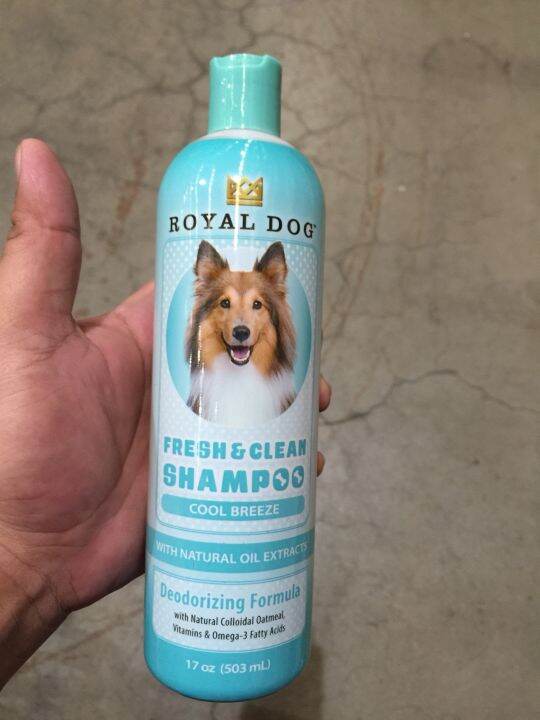 ROYAL DOG™
FRESH & CLEAN
SHAMPOO
COOL BREEZE
WITH NATURAL OIL EXTRACTS
Deodorizing Formula
with Natural Colloidal Oatmeal,
Vitamins & Omega-3 Fatty Acids
17 oz (503 mL)